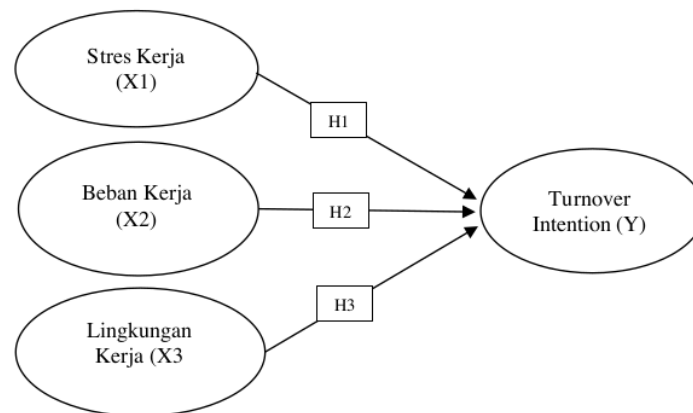 Stres Kerja
(X1)
H1
Beban Kerja
(X2)
H2
Turnover
Intention (Y)
H3
Lingkungan
Kerja (X3